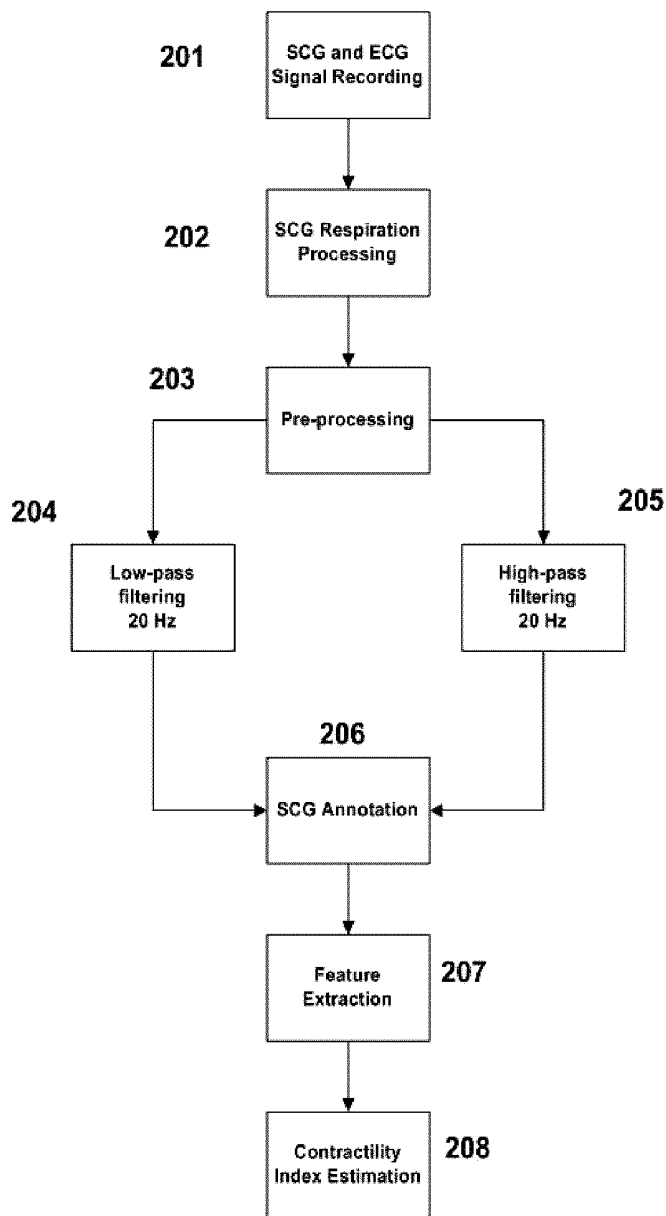 201
SCG and ECG
Signal Recording
202
SCG Respiration
Processing
203
Pre-processing
204
205
Low-pass
filtering
20 Hz
High-pass
filtering
20 Hz
206
SCG Annotation
207
Feature
Extraction
Contractility
Index Estimation
208